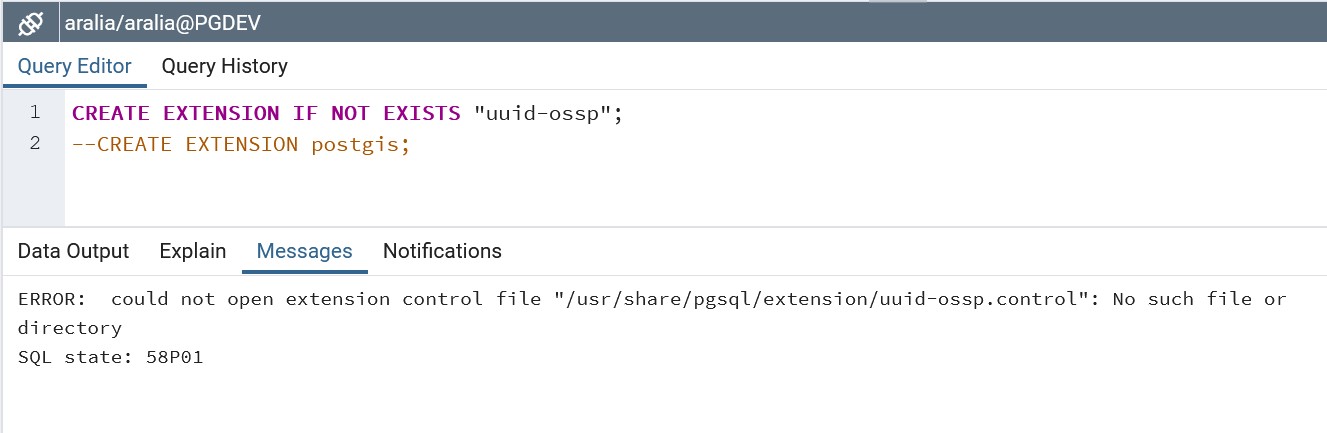 aralia/aralia@PGDEV
Query Editor Query History
1 CREATE EXTENSION IF NOT EXISTS "uuid-ossp";
2 --CREATE EXTENSION postgis;
Data Output Explain Messages Notifications
ERROR:  could not open extension control file "/usr/share/pgsql/extension/uuid-ossp.control": No such file or
directory
SQL state: 58P01